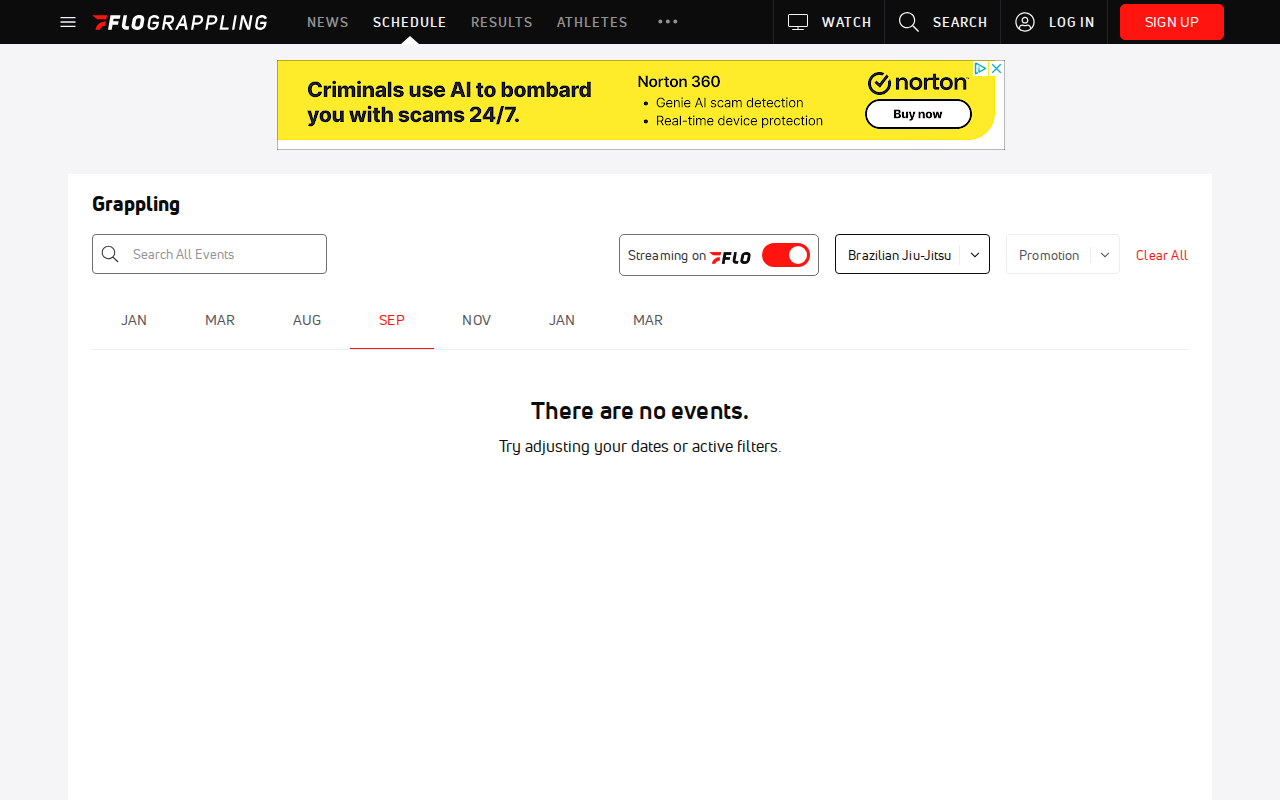 FLOGRAPPLING NEWS SCHEDULE RESULTS ATHLETES WATCH SEARCH LOG IN SIGN UP
Criminals use AI to bombard
you with scams 24/7.
Norton 360
• Genie AI scam detection
• Real-time device protection
norton
Buy now
Grappling
Search All Events
Streaming on FLO
Brazilian Jiu-Jitsu
Promotion
Clear All
JAN MAR AUG SEP NOV JAN MAR
There are no events.
Try adjusting your dates or active filters.